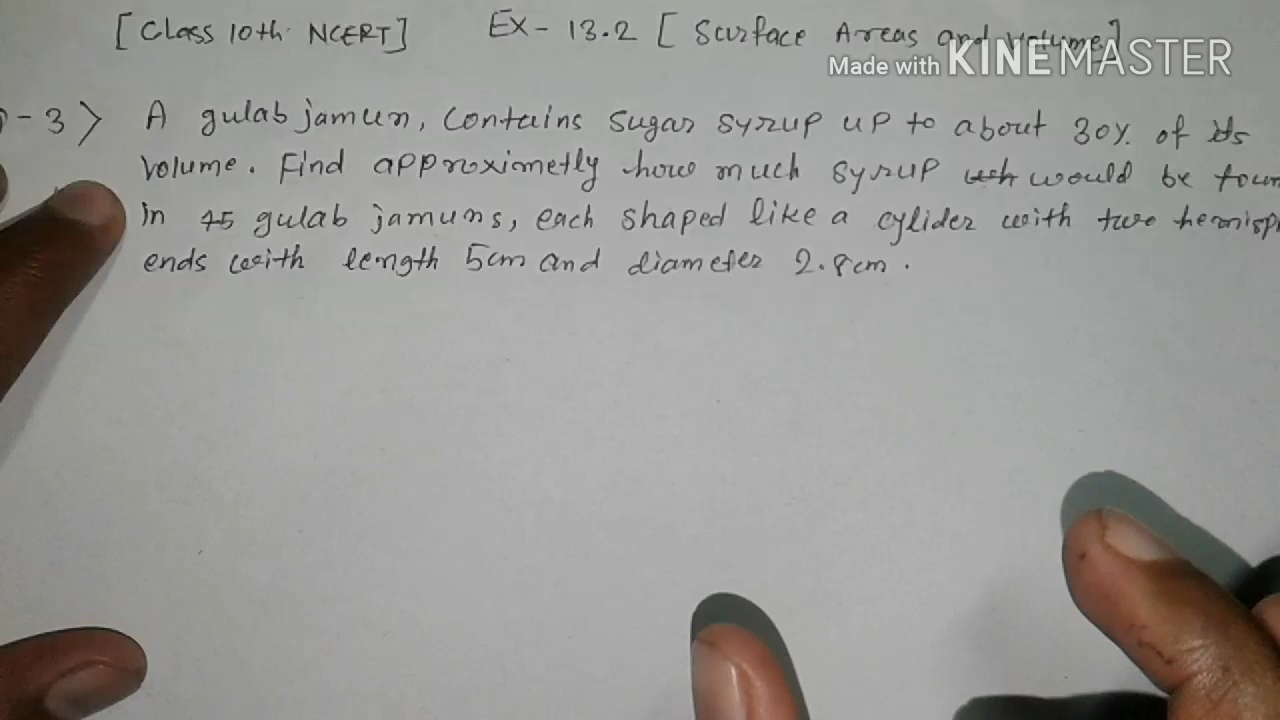 [Class 10th NCERT] Ex - 13.2 [Surface Areas and Volume]
Made with KINEMASTER
-3> A gulab jamun, contains sugar syrup up to about 30% of its
volume. Find approximetly how much syrup would be foun
in 45 gulab jamuns, each shaped like a cylider with two hemisp
ends with length 5cm and diameter 2.8cm.